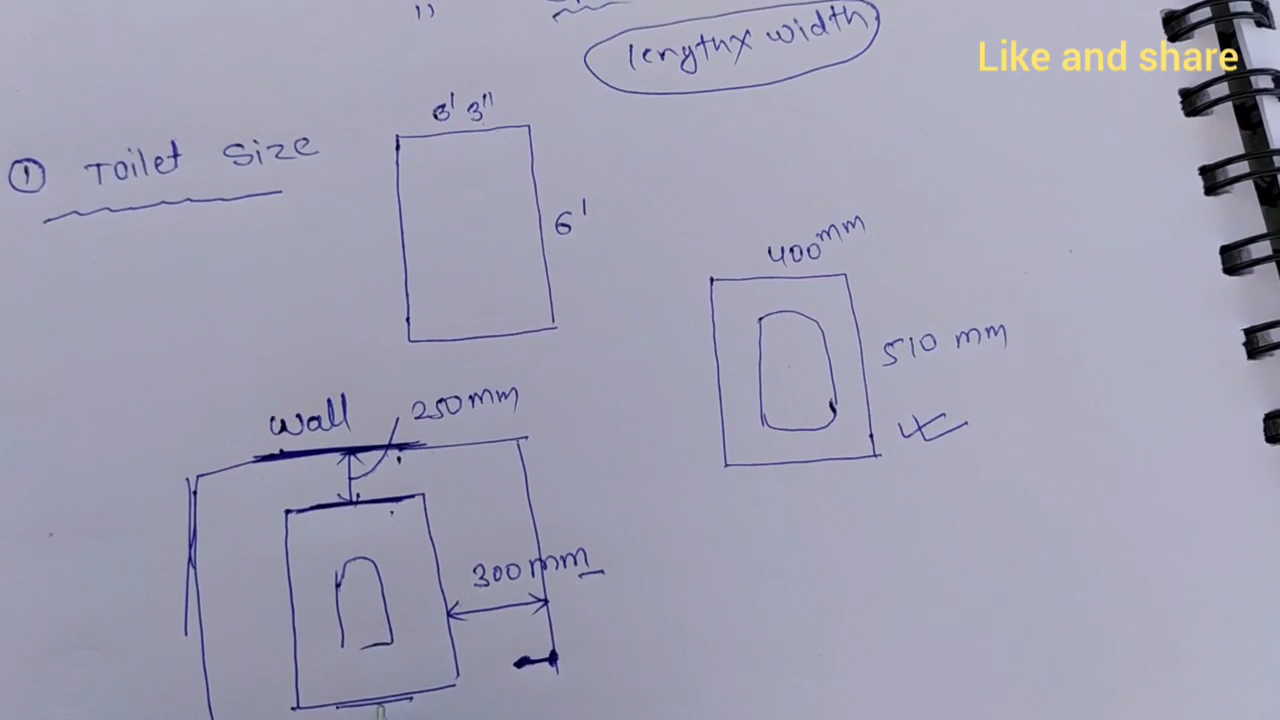 length x width
Like and share
① Toilet Size
3' 3"
6'
400mm
510 mm
Wall
250mm
300mm